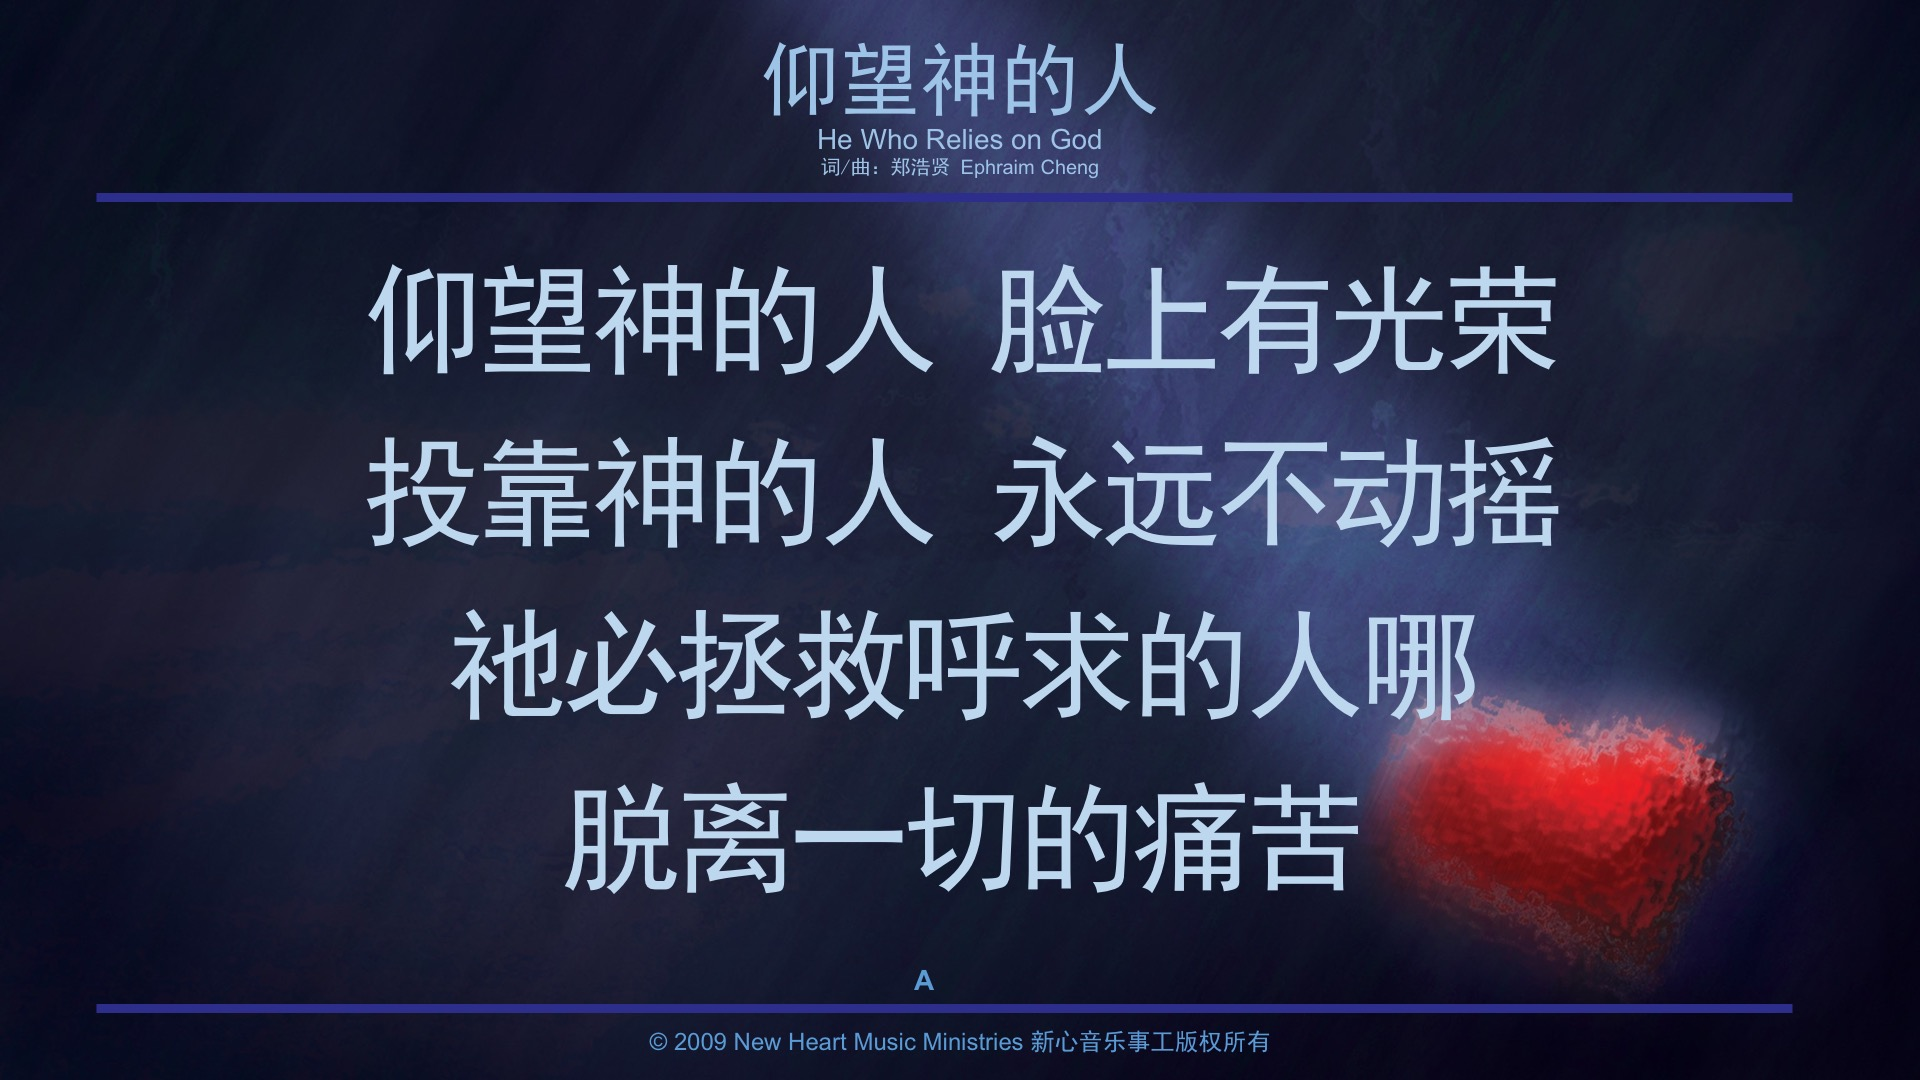 仰望神的人
He Who Relies on God
词/曲：郑浩贤 Ephraim Cheng
仰望神的人 脸上有光荣
投靠神的人 永远不动摇
祂必拯救呼求的人哪
脱离一切的痛苦
A
© 2009 New Heart Music Ministries 新心音乐事工版权所有